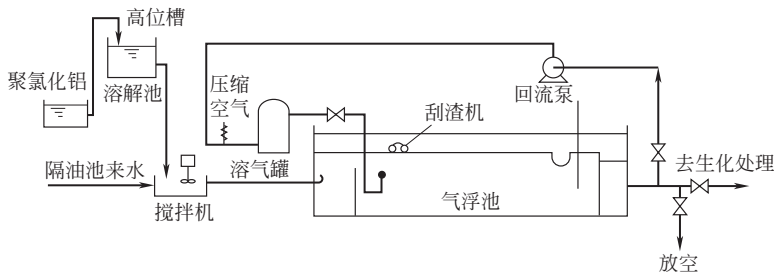 高位槽
聚氯化铝
溶解池
压缩
空气
回流泵
刮渣机
隔油池来水
溶气罐
去生化处理
搅拌机
气浮池
放空